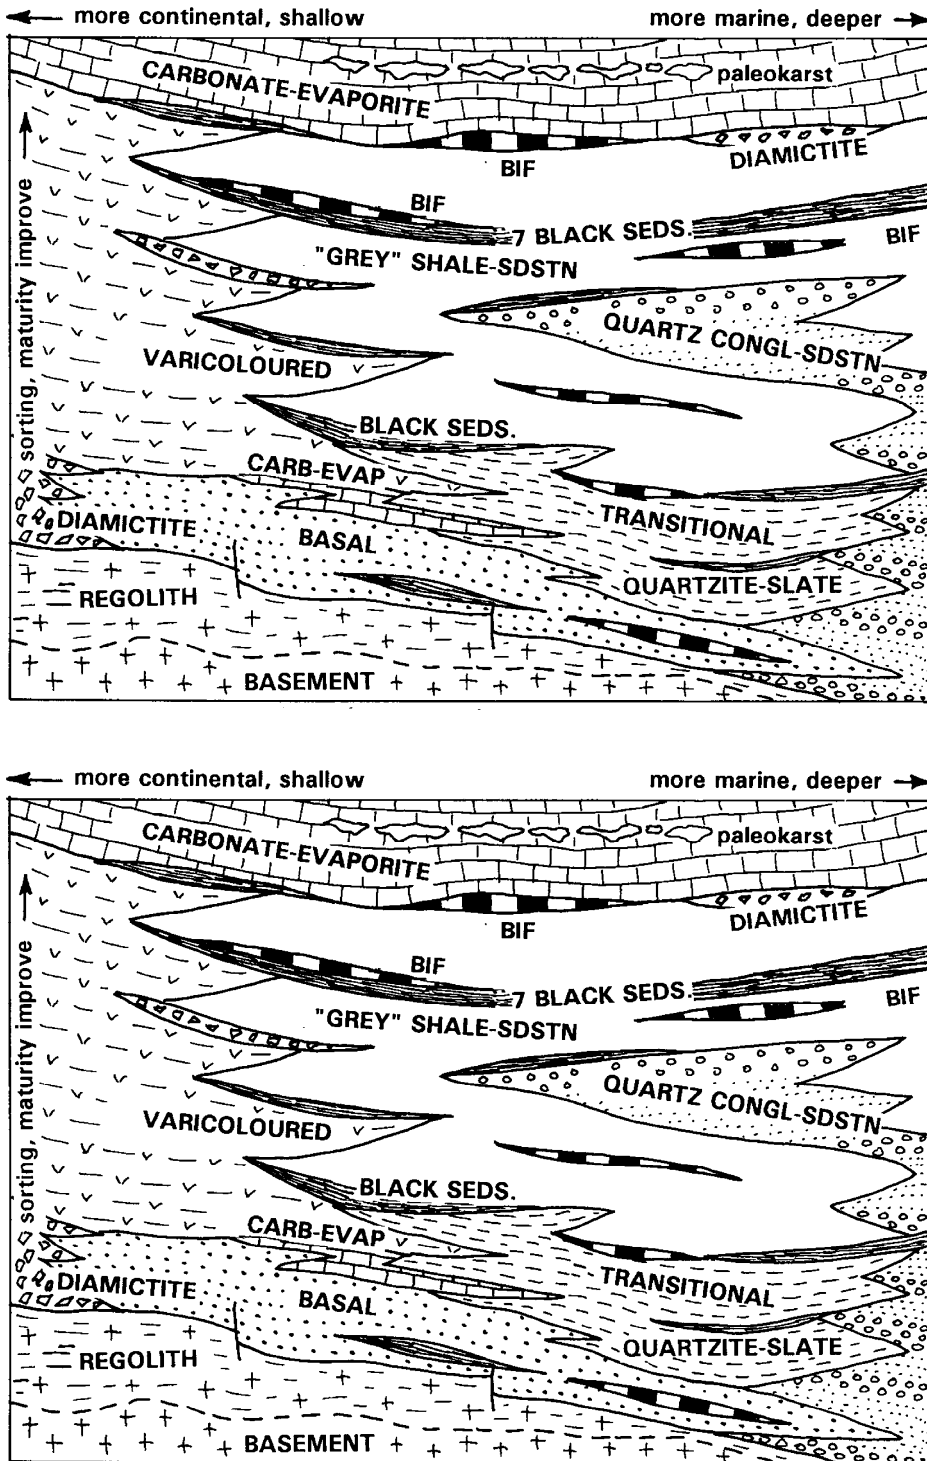 more continental, shallow
more marine, deeper
CARBONATE-EVAPORITE
paleokarst
BIF
DIAMICTITE
BIF
7 BLACK SEDS.
BIF
"GREY" SHALE-SDSTN
sorting, maturity improve
QUARTZ CONGL-SDSTN
VARICOLOURED
BLACK SEDS.
CARB-EVAP
DIAMICTITE
BASAL
TRANSITIONAL
QUARTZITE-SLATE
REGOLITH
BASEMENT
more continental, shallow
more marine, deeper
CARBONATE-EVAPORITE
paleokarst
BIF
DIAMICTITE
BIF
7 BLACK SEDS.
BIF
"GREY" SHALE-SDSTN
sorting, maturity improve
QUARTZ CONGL-SDSTN
VARICOLOURED
BLACK SEDS.
CARB-EVAP
DIAMICTITE
BASAL
TRANSITIONAL
QUARTZITE-SLATE
REGOLITH
BASEMENT